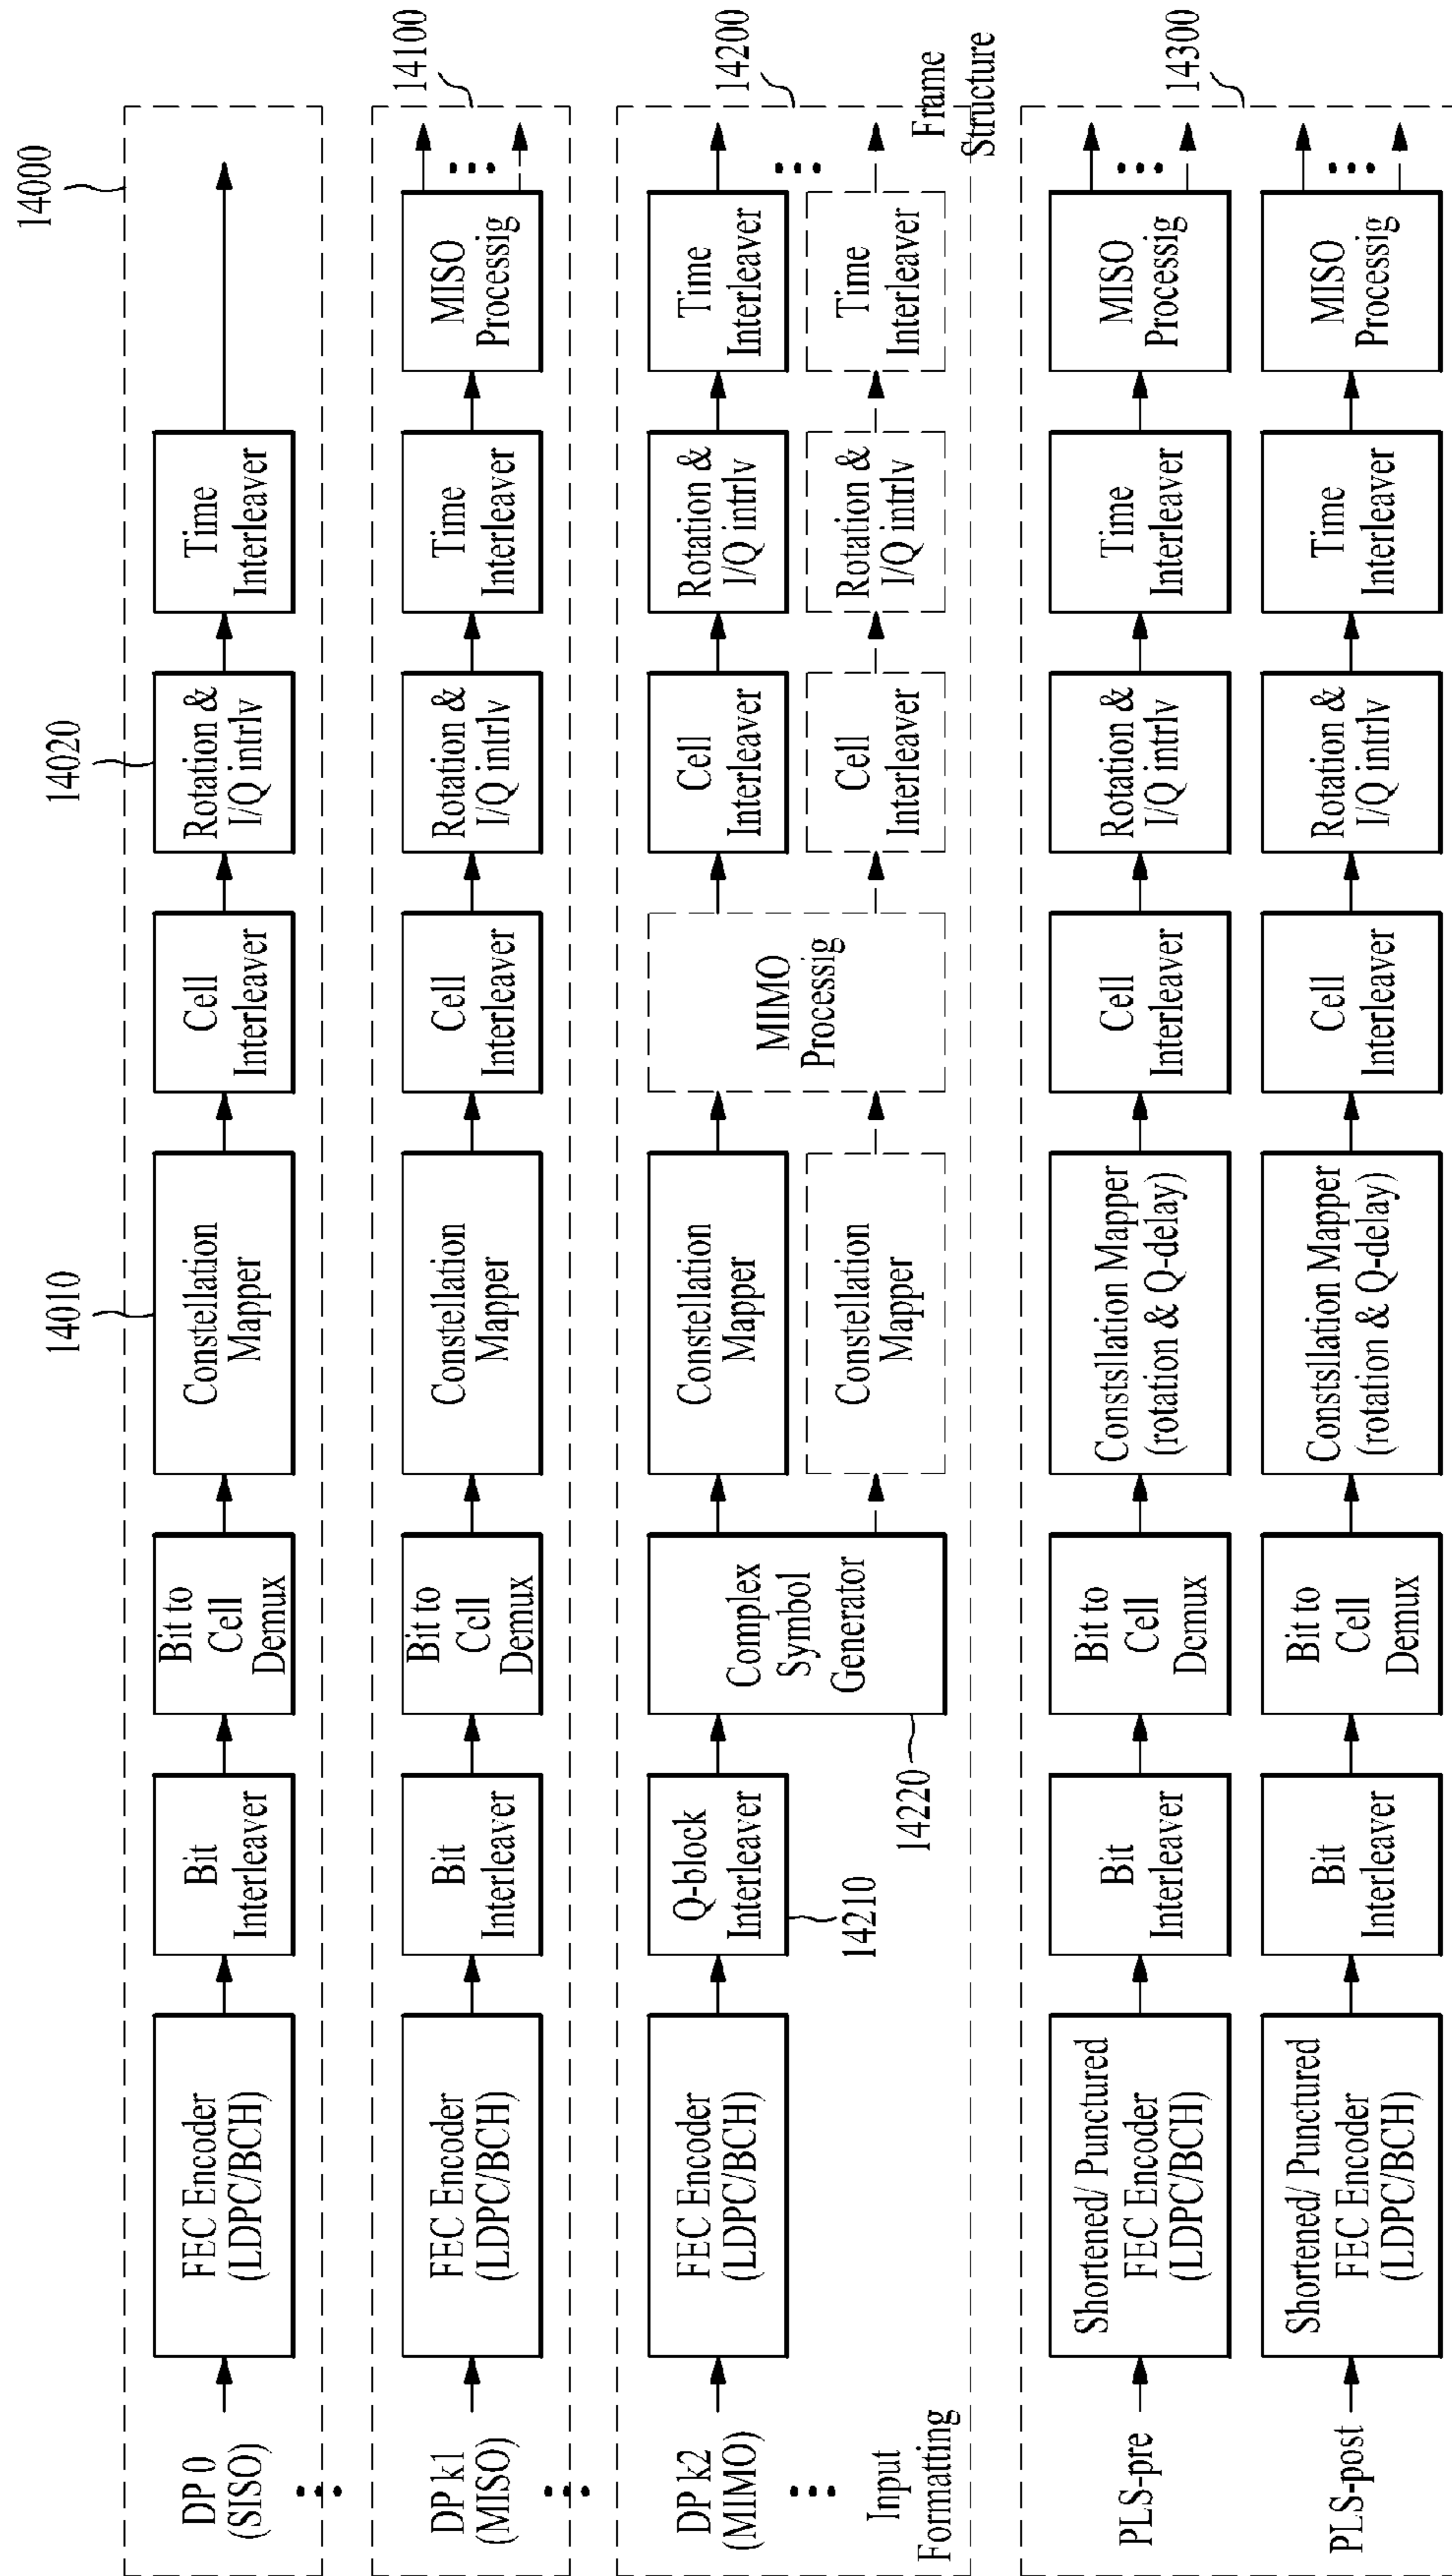 14000
DP 0
(SISO)
FEC Encoder
(LDPC/BCH)
Bit
Interleaver
Bit to
Cell
Demux
14010
Constellation
Mapper
Cell
Interleaver
14020
Rotation &
I/Q intrlv
Time
Interleaver
14100
DP k1
(MISO)
FEC Encoder
(LDPC/BCH)
Bit
Interleaver
Bit to
Cell
Demux
Constellation
Mapper
Cell
Interleaver
Rotation &
I/Q intrlv
Time
Interleaver
MISO
Processig
14200
DP k2
(MIMO)
FEC Encoder
(LDPC/BCH)
Q-block
Interleaver
14210
Complex
Symbol
Generator
14220
Constellation
Mapper
Constellation
Mapper
MIMO
Processig
Cell
Interleaver
Cell
Interleaver
Rotation &
I/Q intrlv
Rotation &
I/Q intrlv
Time
Interleaver
Time
Interleaver
Input
Formatting
Frame
Structure
14300
PLS-pre
Shortened/ Punctured
FEC Encoder
(LDPC/BCH)
Bit
Interleaver
Bit to
Cell
Demux
Constsllation Mapper
(rotation & Q-delay)
Cell
Interleaver
Rotation &
I/Q intrlv
Time
Interleaver
MISO
Processig
PLS-post
Shortened/ Punctured
FEC Encoder
(LDPC/BCH)
Bit
Interleaver
Bit to
Cell
Demux
Constsllation Mapper
(rotation & Q-delay)
Cell
Interleaver
Rotation &
I/Q intrlv
Time
Interleaver
MISO
Processig